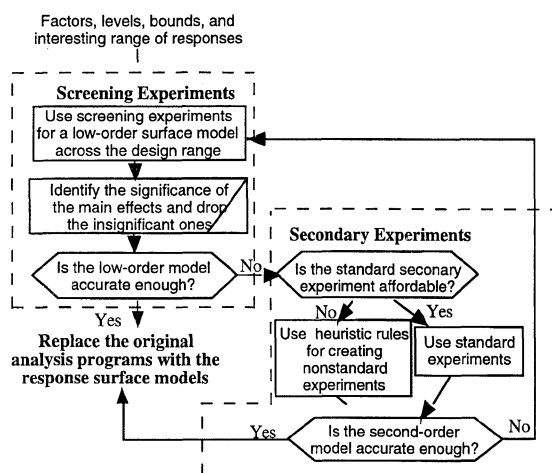 Factors, levels, bounds, and
interesting range of responses
Screening Experiments
Use screening experiments
for a low-order surface model
across the design range
Identify the significance of
the main effects and drop
the insignificant ones
Is the low-order model
accurate enough?
No
Yes
Replace the original
analysis programs with the
response surface models
Secondary Experiments
Is the standard seconary
experiment affordable?
No
Yes
Use heuristic rules
for creating
nonstandard
experiments
Use standard
experiments
Is the second-order
model accurate enough?
Yes
No